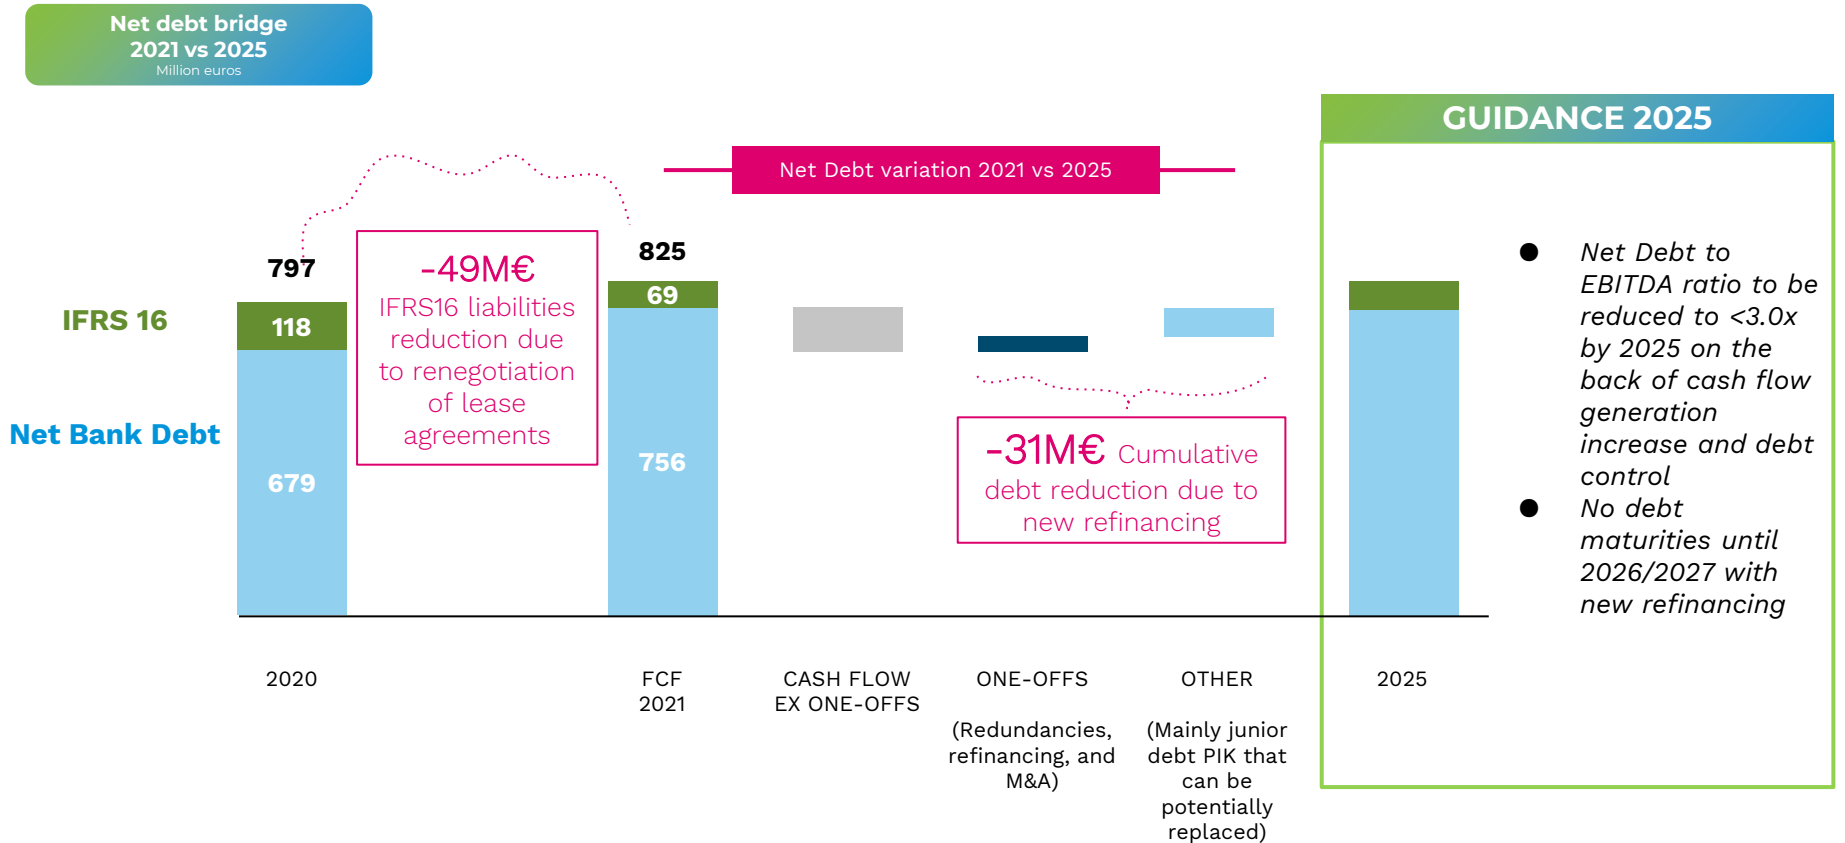 Net debt bridge
2021 vs 2025
Million euros
GUIDANCE 2025
Net Debt variation 2021 vs 2025
797
825
-49M€
IFRS16 liabilities
reduction due
to renegotiation
of lease
agreements
IFRS 16
118
69
Net Bank Debt
679
756
-31M€ Cumulative
debt reduction due to
new refinancing
● Net Debt to
EBITDA ratio to be
reduced to <3.0x
by 2025 on the
back of cash flow
generation
increase and debt
control
● No debt
maturities until
2026/2027 with
new refinancing
2020
FCF
2021
CASH FLOW
EX ONE-OFFS
ONE-OFFS
(Redundancies,
refinancing, and
M&A)
OTHER
(Mainly junior
debt PIK that
can be
potentially
replaced)
2025